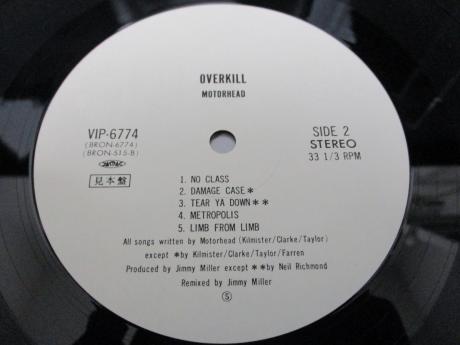 OVERKILL
MOTORHEAD
VIP-6774
(BRON-6774)
(BRON-515-B)
見本盤
SIDE 2
STEREO
33 1/3 RPM
1. NO CLASS
2. DAMAGE CASE*
3. TEAR YA DOWN**
4. METROPOLIS
5. LIMB FROM LIMB
All songs written by Motorhead (Kilmister/Clarke/Taylor)
except *by Kilmister/Clarke/Taylor/Farren
Produced by Jimmy Miller except **by Neil Richmond
Remixed by Jimmy Miller
Ⓢ